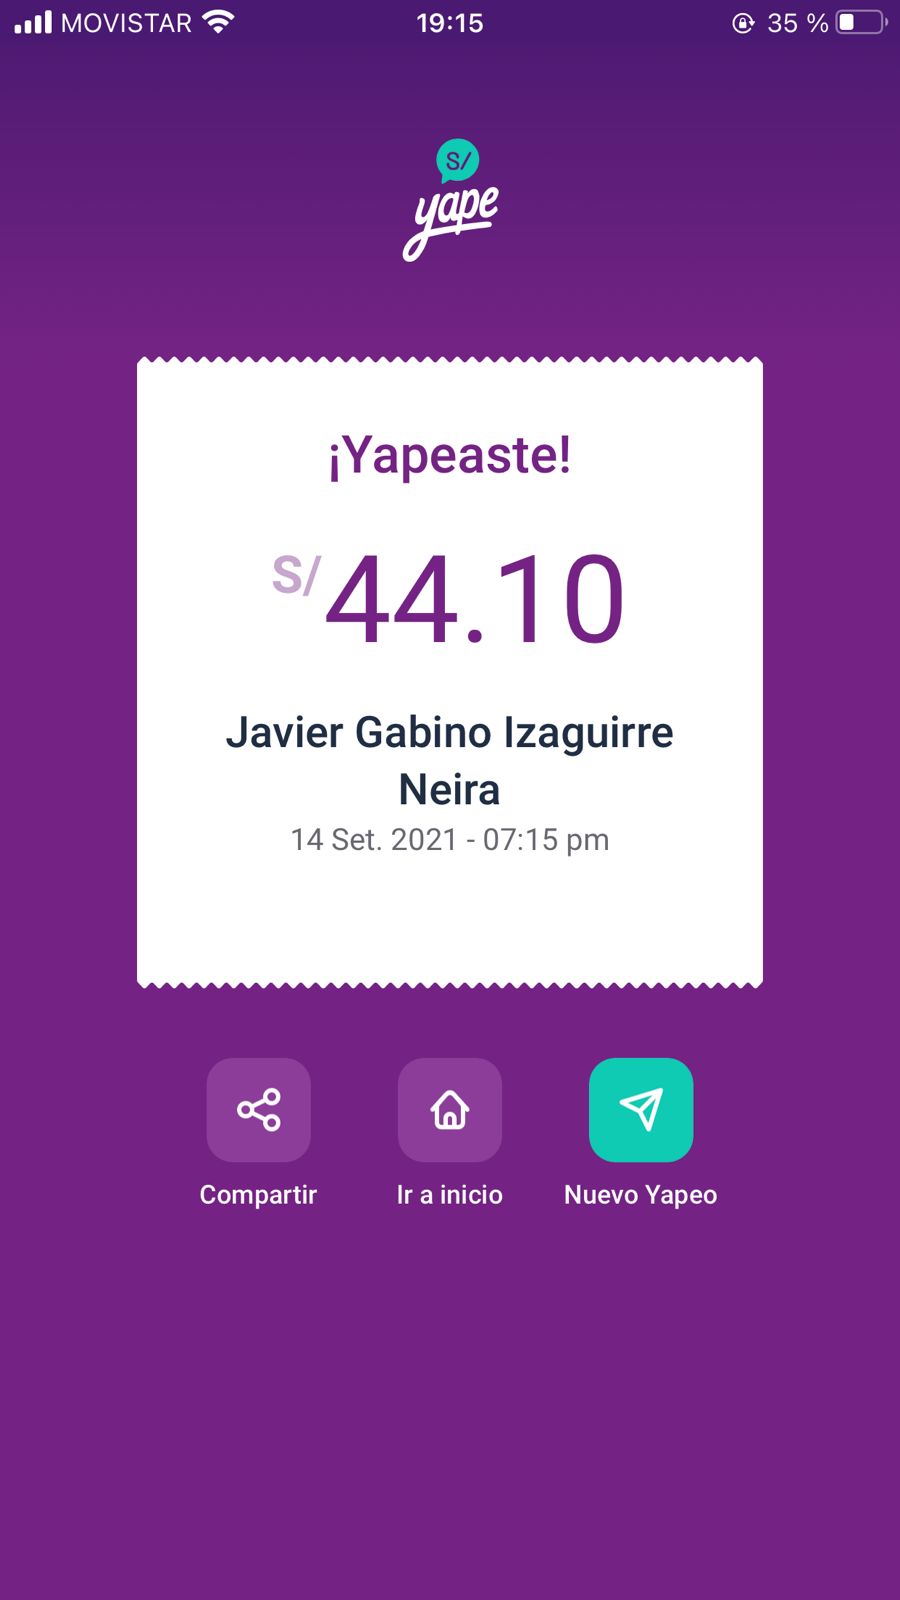 MOVISTAR 19:15 35 %
S/
yape
¡Yapeaste!
S/ 44.10
Javier Gabino Izaguirre
Neira
14 Set. 2021 - 07:15 pm
Compartir Ir a inicio Nuevo Yapeo